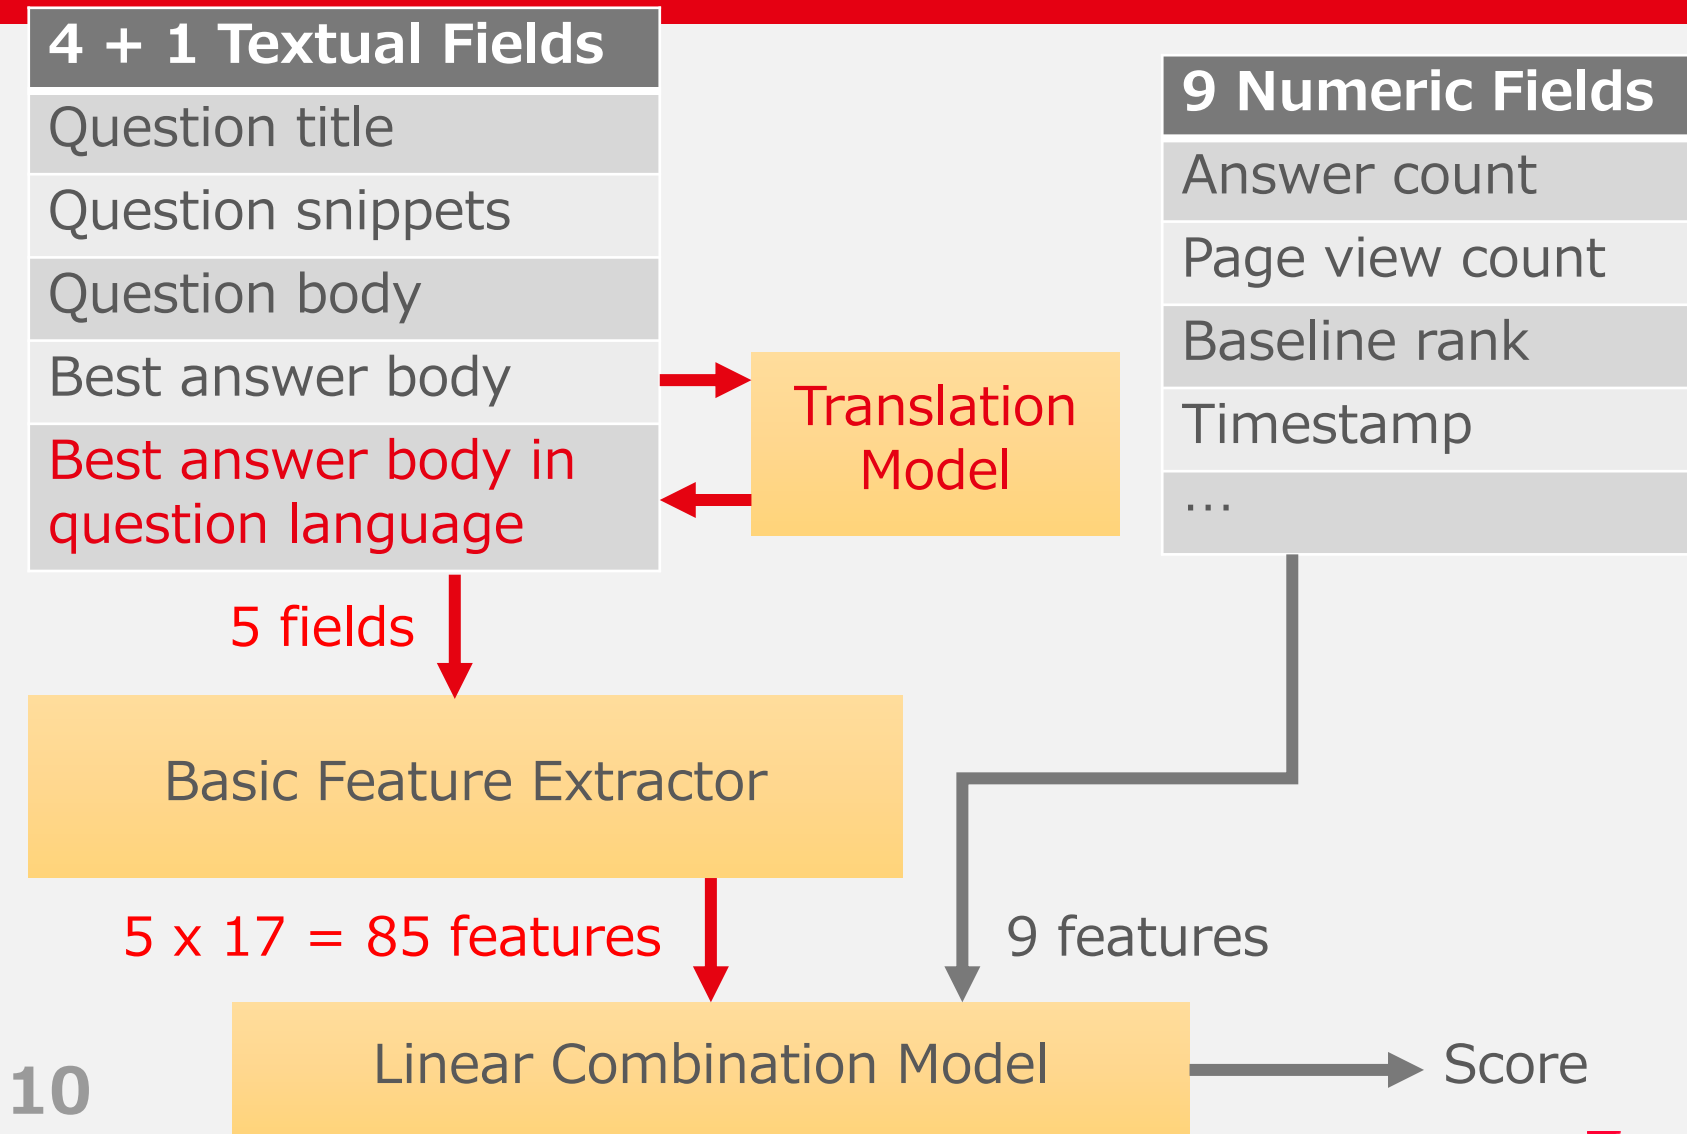 4 + 1 Textual Fields
Question title
Question snippets
Question body
Best answer body
Best answer body in
question language
Translation
Model
9 Numeric Fields
Answer count
Page view count
Baseline rank
Timestamp
…
5 fields
Basic Feature Extractor
5 x 17 = 85 features
9 features
Linear Combination Model
Score
10